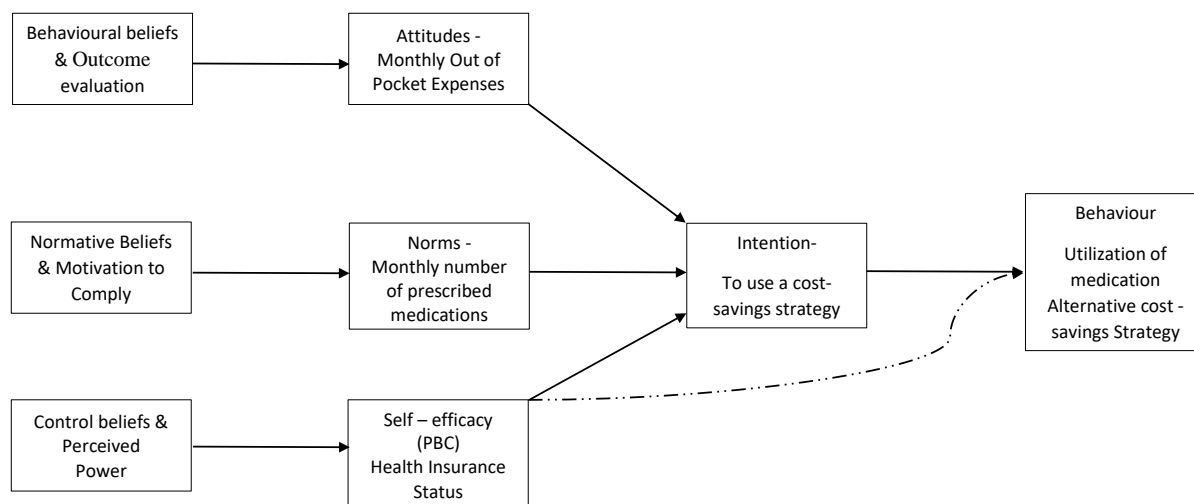 Behavioural beliefs
& Outcome
evaluation
Attitudes -
Monthly Out of
Pocket Expenses
Normative Beliefs
& Motivation to
Comply
Norms -
Monthly number
of prescribed
medications
Intention-
To use a cost-
savings strategy
Behaviour
Utilization of
medication
Alternative cost -
savings Strategy
Control beliefs &
Perceived
Power
Self – efficacy
(PBC)
Health Insurance
Status